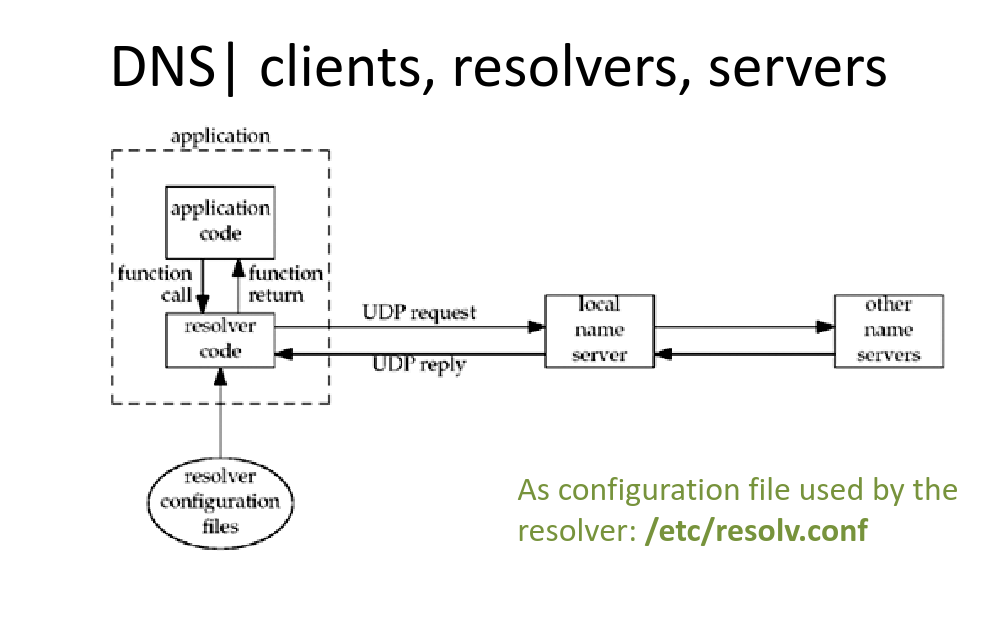 DNS| clients, resolvers, servers
application
application
code
function
call
function
return
resolver
code
UDP request
UDP reply
local
name
server
other
name
servers
resolver
configuration
files
As configuration file used by the
resolver: /etc/resolv.conf